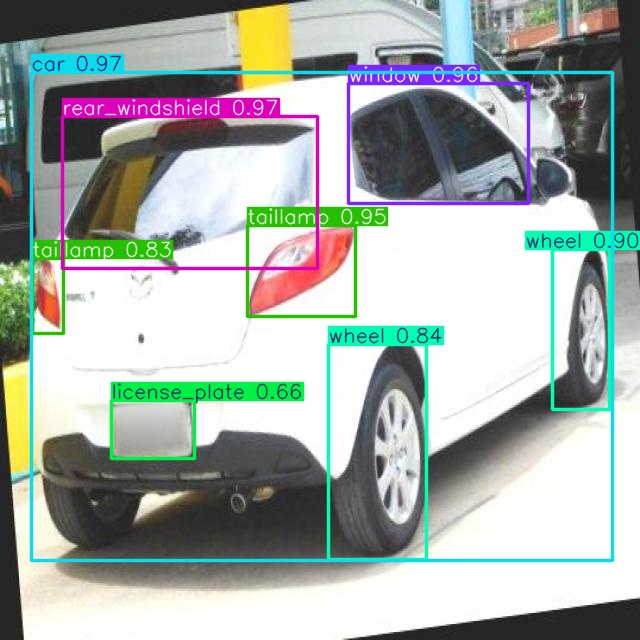 car 0.97
window 0.96
rear_windshield 0.97
taillamp 0.95
taillamp 0.83
wheel 0.90
wheel 0.84
license_plate 0.66